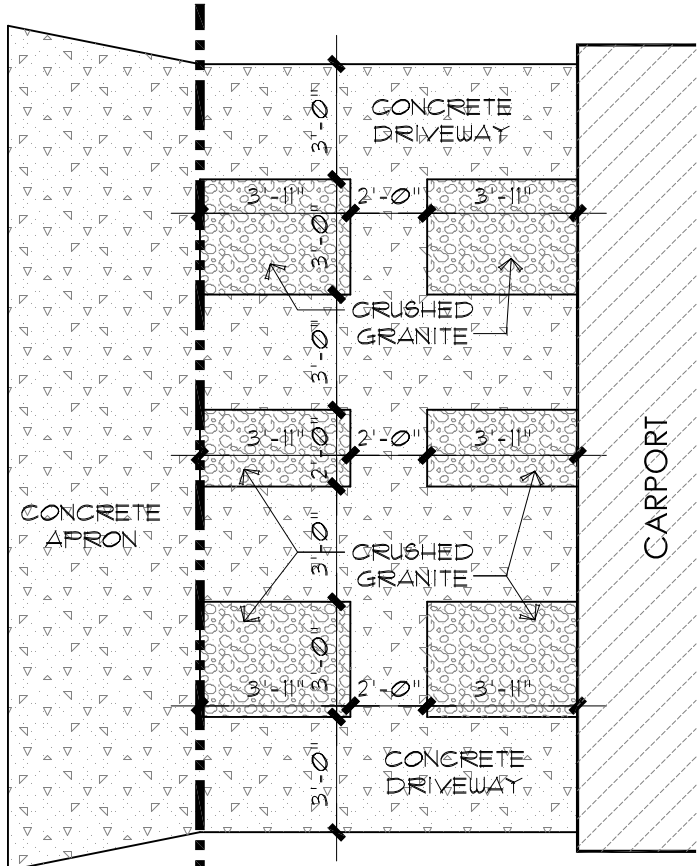 3'-0"
CONCRETE
DRIVEWAY
3'-11"
2'-0"
3'-11"
3'-0"
CRUSHED
GRANITE
3'-0"
3'-11"
2'-0"
2'-0"
3'-11"
CARPORT
CONCRETE
APRON
3'-0"
CRUSHED
GRANITE
3'-0"
3'-11"
2'-0"
3'-11"
3'-0"
CONCRETE
DRIVEWAY